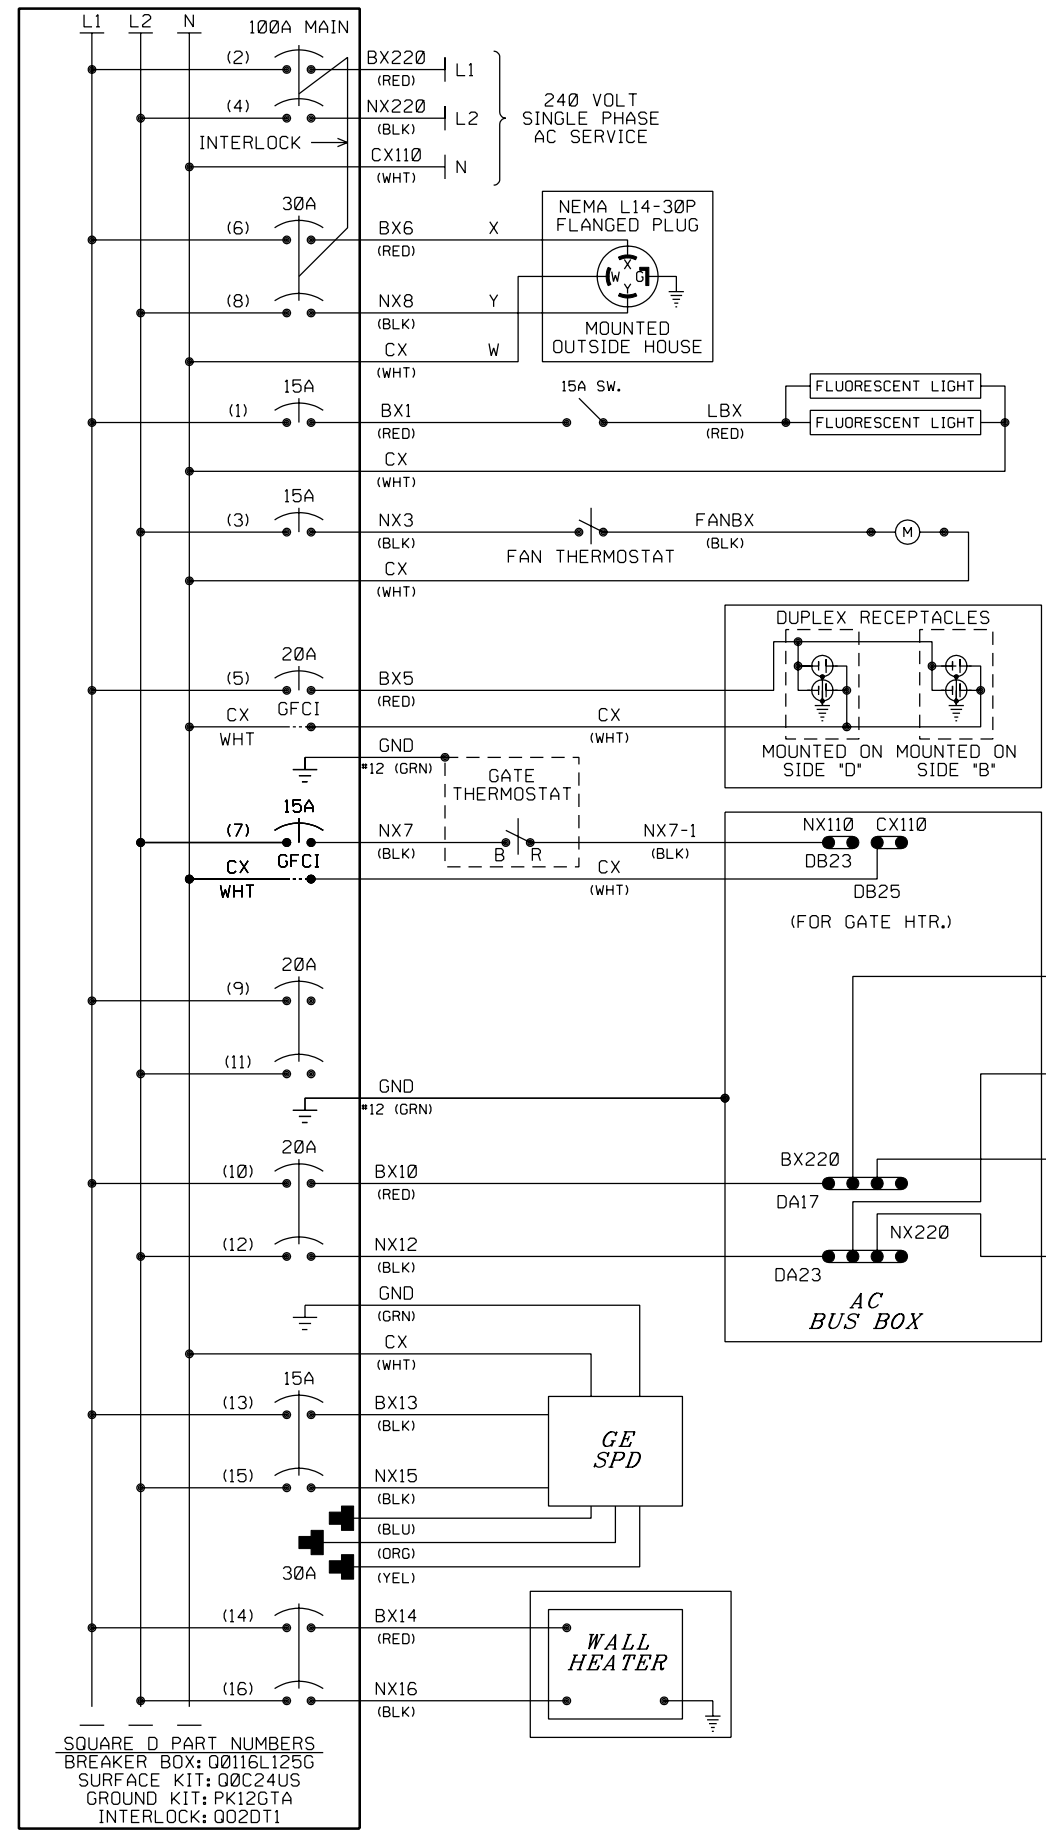 L1 L2 N
100A MAIN
(2) BX220 (RED) L1
(4) NX220 (BLK) L2
240 VOLT
SINGLE PHASE
AC SERVICE
INTERLOCK
CX110 (WHT) N
30A
NEMA L14-30P
FLANGED PLUG
(6) BX6 (RED) X
X
W G
Y
(8) NX8 (BLK) Y
MOUNTED
OUTSIDE HOUSE
CX (WHT) W
15A
15A SW.
FLUORESCENT LIGHT
(1) BX1 (RED) LBX (RED)
FLUORESCENT LIGHT
CX (WHT)
15A
(3) NX3 (BLK) FANBX (BLK) M
FAN THERMOSTAT
CX (WHT)
DUPLEX RECEPTACLES
20A
(5) BX5 (RED)
GFCI
CX WHT
CX (WHT)
MOUNTED ON
SIDE "D"
MOUNTED ON
SIDE "B"
GND
#12 (GRN)
GATE
THERMOSTAT
15A
(7) NX7 (BLK) B R NX7-1 (BLK)
NX110 CX110
DB23
GFCI
CX WHT
CX (WHT)
DB25
(FOR GATE HTR.)
20A
(9)
(11)
GND
#12 (GRN)
20A
BX220
(10) BX10 (RED)
DA17
NX220
(12) NX12 (BLK)
DA23
AC
BUS BOX
GND
(GRN)
CX
(WHT)
15A
(13) BX13 (BLK)
GE
SPD
(15) NX15 (BLK)
(BLU)
(ORG)
(YEL)
30A
(14) BX14 (RED)
WALL
HEATER
(16) NX16 (BLK)
SQUARE D PART NUMBERS
BREAKER BOX: Q0116L125G
SURFACE KIT: Q0C24US
GROUND KIT: PK12GTA
INTERLOCK: QO2DT1